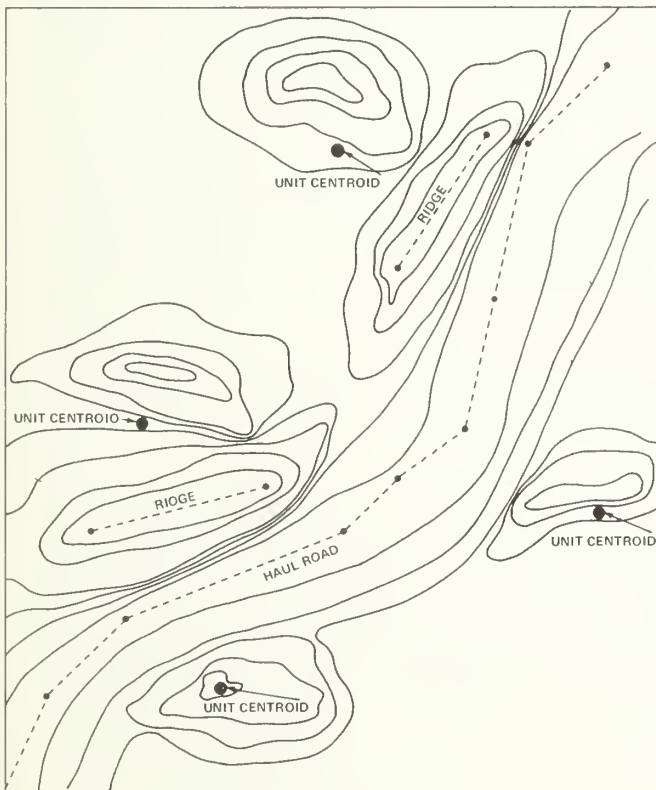 UNIT CENTROID
RIDGE
UNIT CENTROIO
RIOGE
UNIT CENTROID
HAUL ROAD
UNIT CENTROID